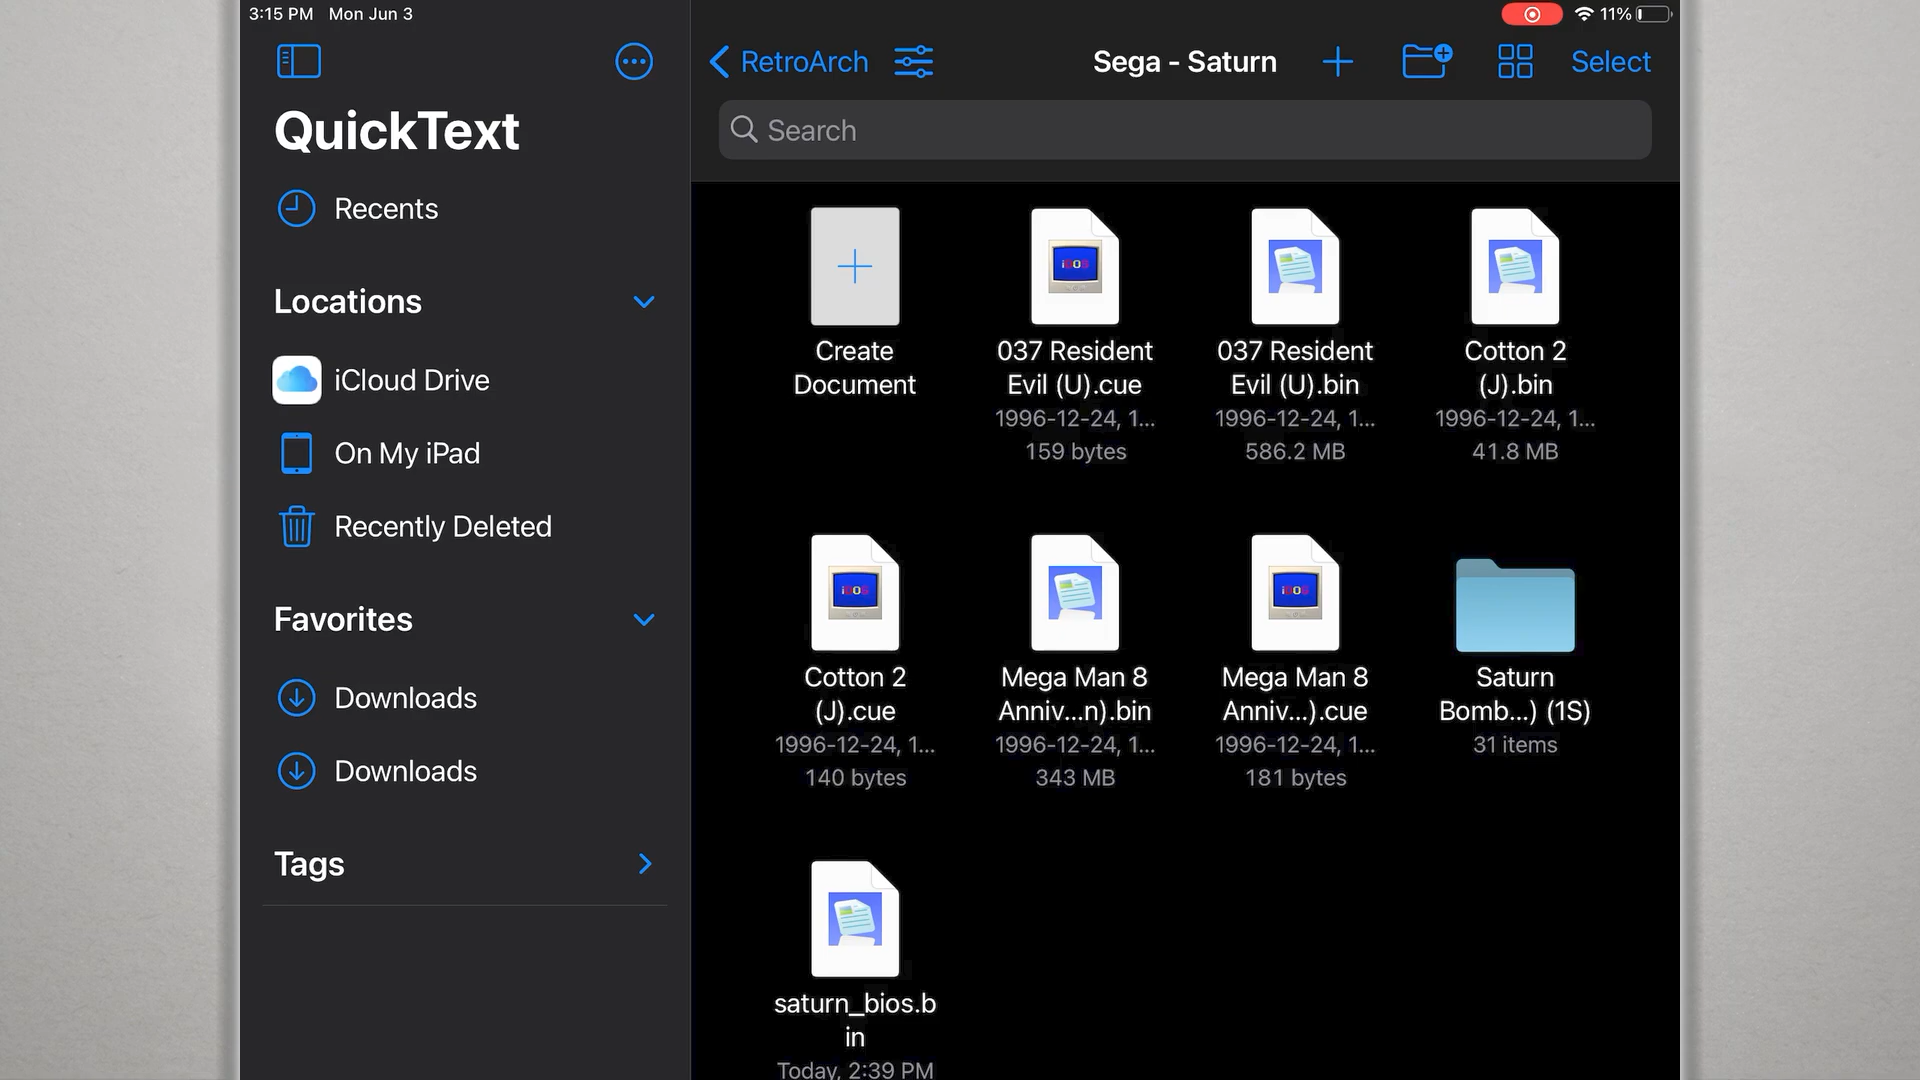 3:15 PM Mon Jun 3
11%
QuickText
Recents
Locations
iCloud Drive
On My iPad
Recently Deleted
Favorites
Downloads
Downloads
Tags
RetroArch
Sega - Saturn
Select
Search
Create
Document
iDOS
037 Resident
Evil (U).cue
1996-12-24, 1...
159 bytes
037 Resident
Evil (U).bin
1996-12-24, 1...
586.2 MB
Cotton 2
(J).bin
1996-12-24, 1...
41.8 MB
iDOS
Cotton 2
(J).cue
1996-12-24, 1...
140 bytes
Mega Man 8
Anniv...n).bin
1996-12-24, 1...
343 MB
iDOS
Mega Man 8
Anniv...).cue
1996-12-24, 1...
181 bytes
Saturn
Bomb...) (1S)
31 items
saturn_bios.b
in
Today, 2:39 PM